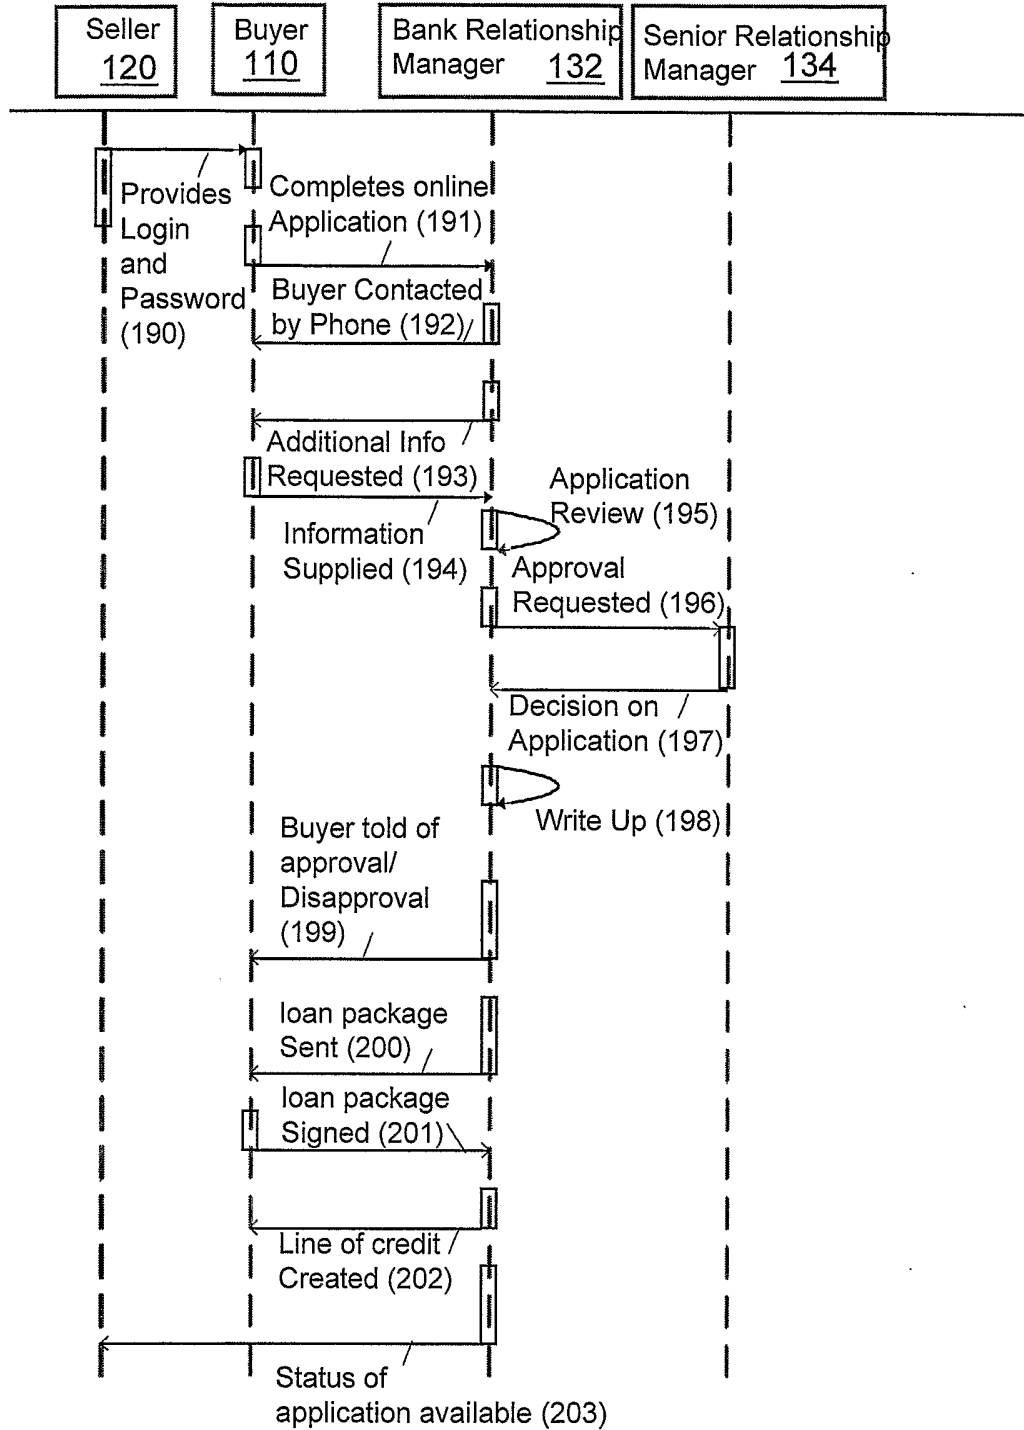 Seller
120
Buyer
110
Bank Relationship
Manager 132
Senior Relationship
Manager 134
Provides
Login
and
Password
(190)
Completes online
Application (191)
Buyer Contacted
by Phone (192)
Additional Info
Requested (193)
Information
Supplied (194)
Application
Review (195)
Approval
Requested (196)
Decision on
Application (197)
Write Up (198)
Buyer told of
approval/
Disapproval
(199)
loan package
Sent (200)
loan package
Signed (201)
Line of credit
Created (202)
Status of
application available (203)